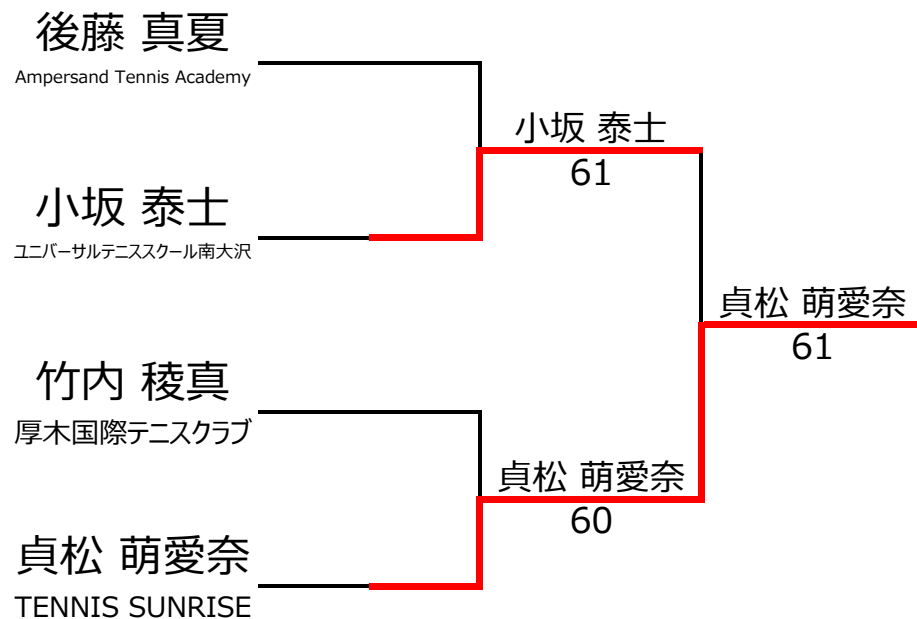 後藤 真夏
Ampersand Tennis Academy
小坂 泰士
61
小坂 泰士
ユニバーサルテニススクール南大沢
貞松 萌愛奈
61
竹内 稜真
厚木国際テニスクラブ
貞松 萌愛奈
60
貞松 萌愛奈
TENNIS SUNRISE